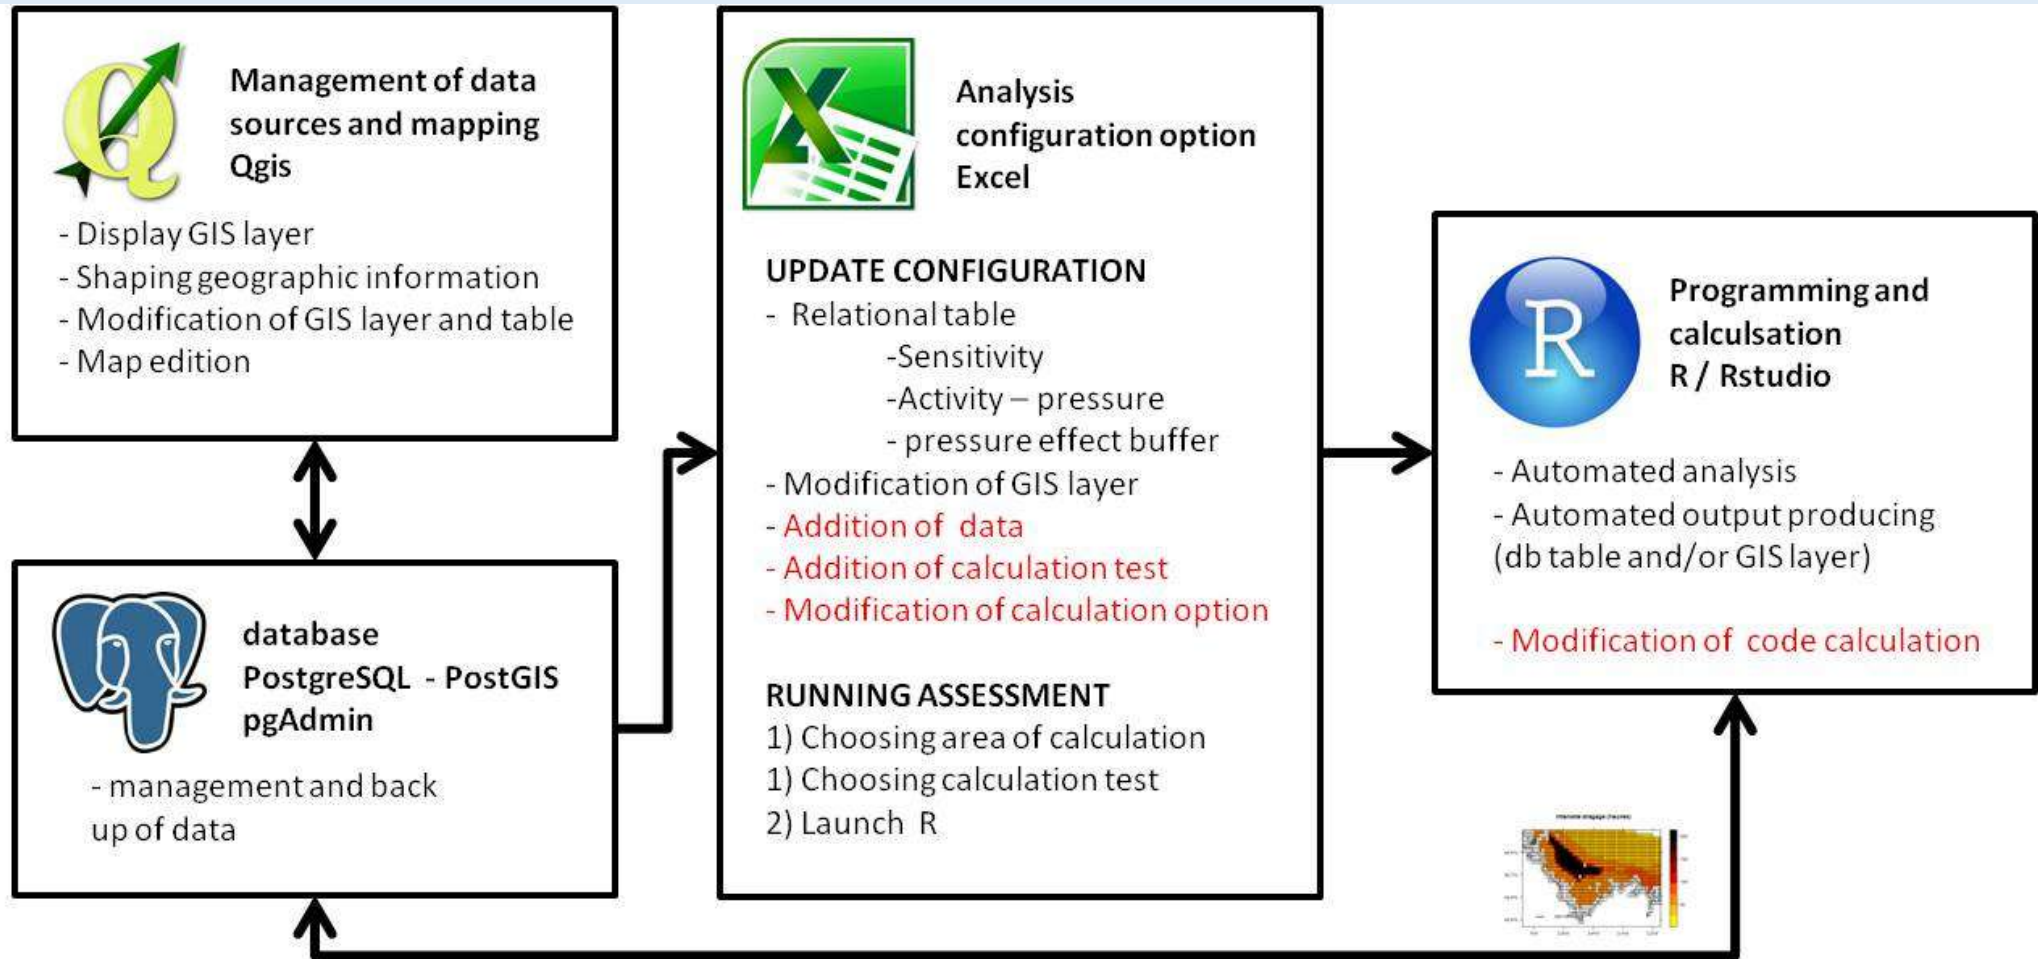 Management of data
sources and mapping
Qgis
- Display GIS layer
- Shaping geographic information
- Modification of GIS layer and table
- Map edition
database
PostgreSQL - PostGIS
pgAdmin
- management and back
up of data
Analysis
configuration option
Excel
UPDATE CONFIGURATION
- Relational table
-Sensitivity
-Activity – pressure
- pressure effect buffer
- Modification of GIS layer
- Addition of data
- Addition of calculation test
- Modification of calculation option
RUNNING ASSESSMENT
1) Choosing area of calculation
1) Choosing calculation test
2) Launch R
R
Programming and
calculsation
R / Rstudio
- Automated analysis
- Automated output producing
(db table and/or GIS layer)
- Modification of code calculation